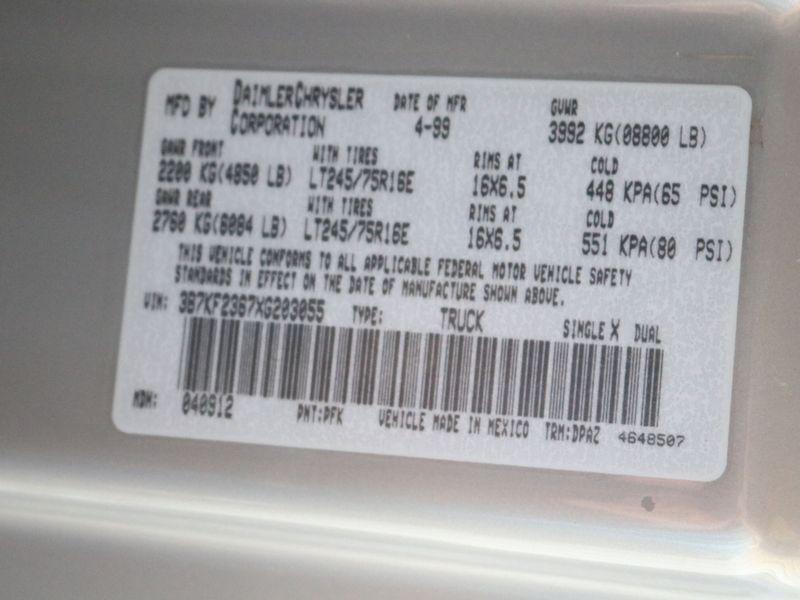 MFD BY DAIMLERCHRYSLER CORPORATION DATE OF MFR 4-99 GVWR 3992 KG(08800 LB)
GAWR FRONT WITH TIRES RIMS AT COLD
2200 KG(4850 LB) LT245/75R16E 16X6.5 448 KPA(65 PSI)
GAWR REAR WITH TIRES RIMS AT COLD
2760 KG(6084 LB) LT245/75R16E 16X6.5 551 KPA(80 PSI)
THIS VEHICLE CONFORMS TO ALL APPLICABLE FEDERAL MOTOR VEHICLE SAFETY
STANDARDS IN EFFECT ON THE DATE OF MANUFACTURE SHOWN ABOVE.
VIN: 3B7KF2367XG203055 TYPE: TRUCK SINGLE X DUAL
MDH: 040912 PNT:PFK VEHICLE MADE IN MEXICO TRM:DPAZ 4648507